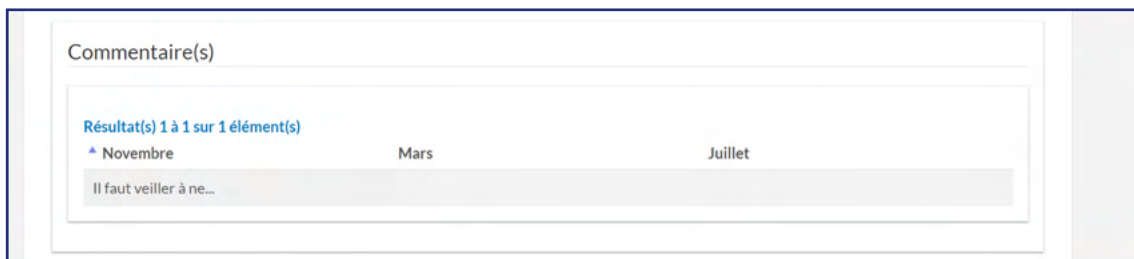 Commentaire(s)
Résultat(s) 1 à 1 sur 1 élément(s)
Novembre Mars Juillet
Il faut veiller à ne...